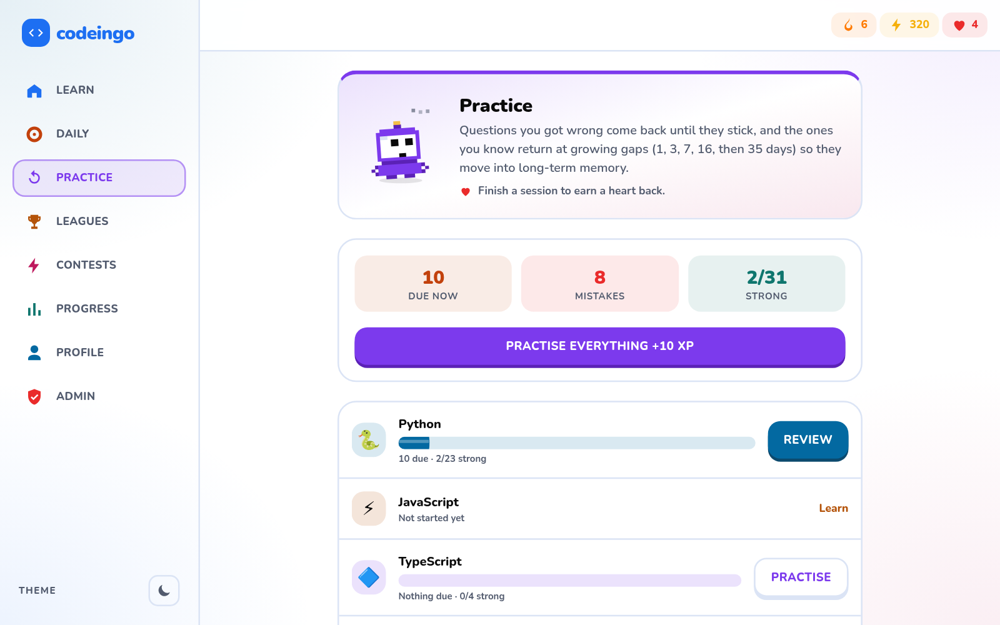 codeingo
6
320
4
LEARN
DAILY
PRACTICE
LEAGUES
CONTESTS
PROGRESS
PROFILE
ADMIN
THEME
Practice
Questions you got wrong come back until they stick, and the ones
you know return at growing gaps (1, 3, 7, 16, then 35 days) so they
move into long-term memory.
Finish a session to earn a heart back.
10
DUE NOW
8
MISTAKES
2/31
STRONG
PRACTISE EVERYTHING +10 XP
Python
10 due · 2/23 strong
REVIEW
JavaScript
Not started yet
Learn
TypeScript
Nothing due · 0/4 strong
PRACTISE